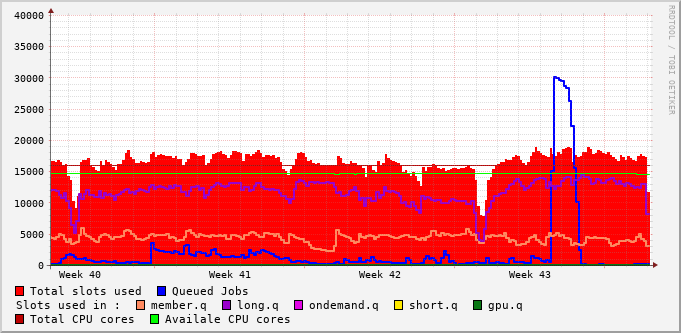 40000
35000
30000
25000
20000
15000
10000
5000
0
Week 40 Week 41 Week 42 Week 43
RRDTOOL / TOBI OETIKER
Total slots used Queued Jobs
Slots used in : member.q long.q ondemand.q short.q gpu.q
Total CPU cores Availale CPU cores